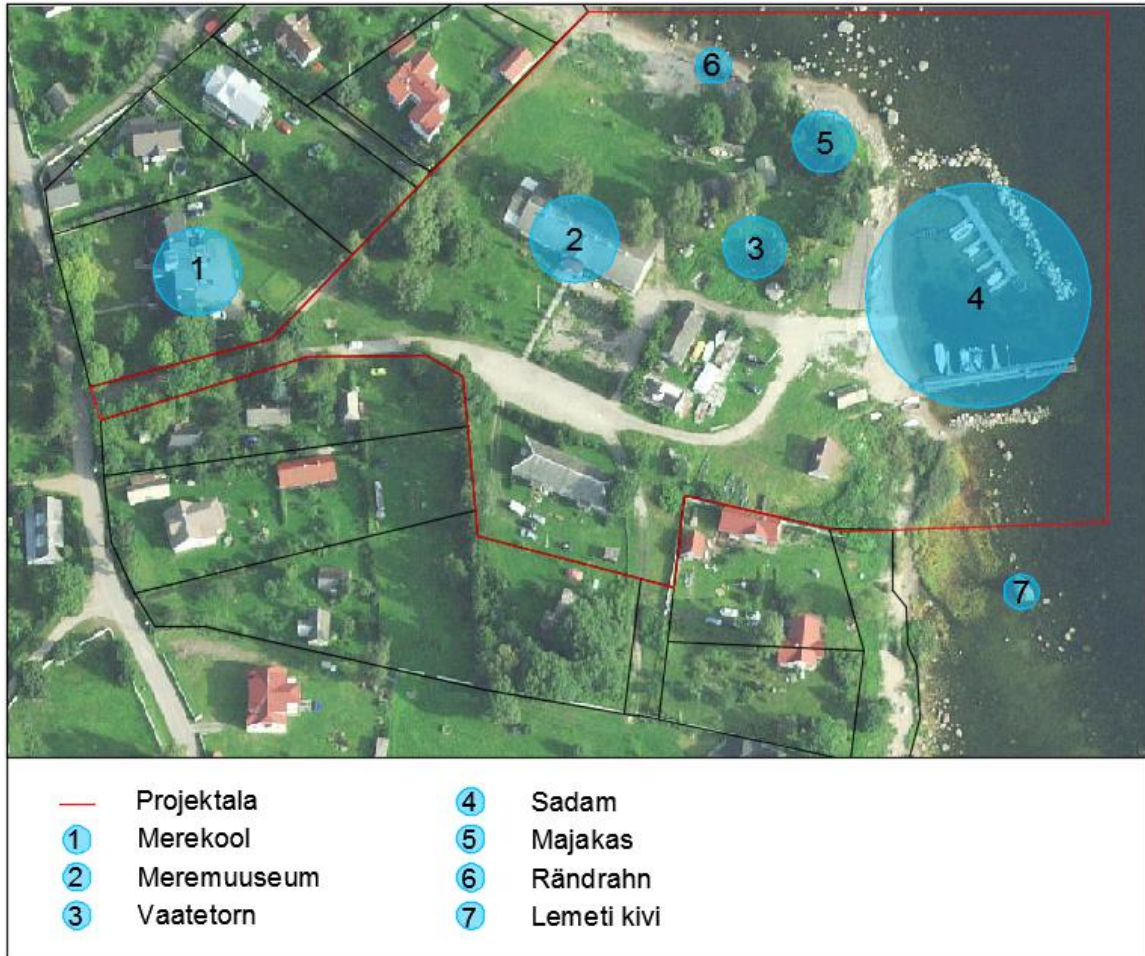 6
5
2
3
1
4
7
Projektala
1 Merekool
2 Meremuuseum
3 Vaatetorn
4 Sadam
5 Majakas
6 Rändrahn
7 Lemeti kivi